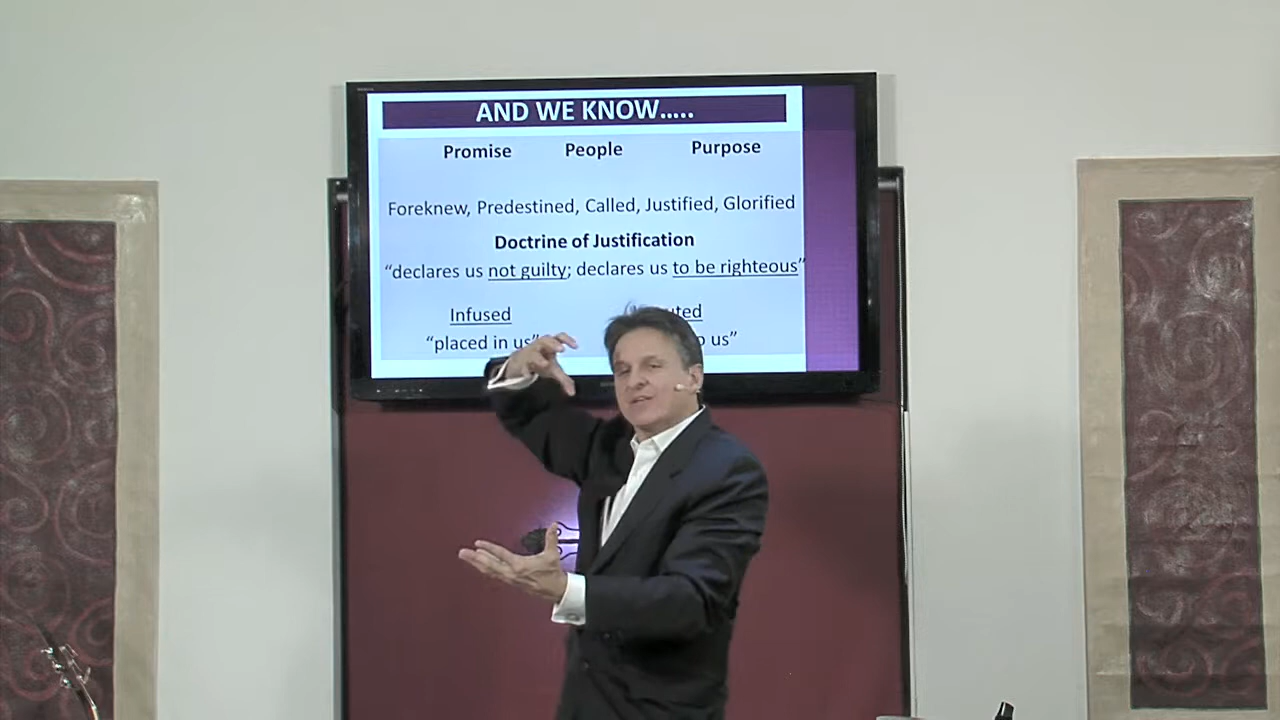 AND WE KNOW.....
Promise People Purpose
Foreknew, Predestined, Called, Justified, Glorified
Doctrine of Justification
“declares us not guilty; declares us to be righteous”
Infused
“placed in us” us”